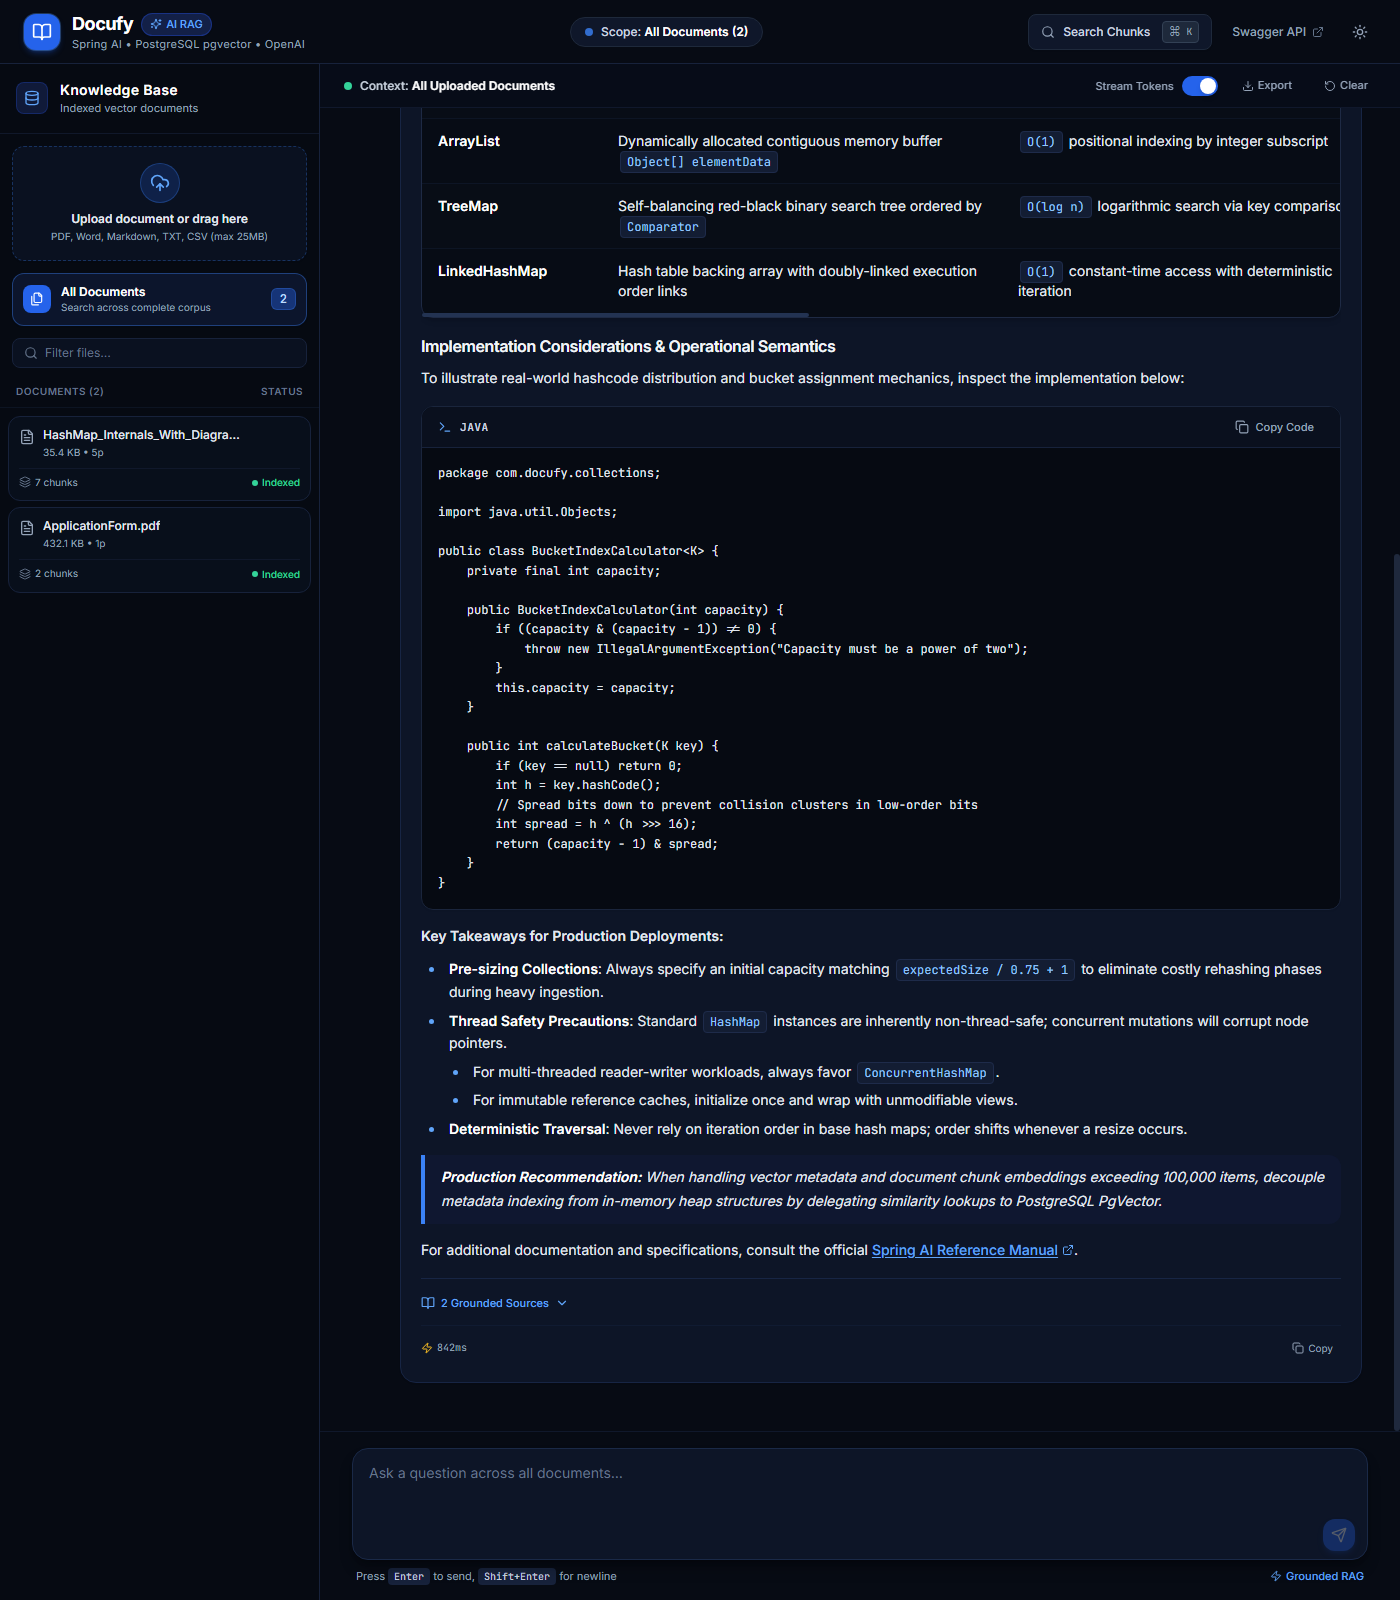 Docufy
AI RAG
Spring AI • PostgreSQL pgvector • OpenAI
Scope: All Documents (2)
Search Chunks ⌘ K
Swagger API
Knowledge Base
Indexed vector documents
Upload document or drag here
PDF, Word, Markdown, TXT, CSV (max 25MB)
All Documents
Search across complete corpus
2
Filter files...
DOCUMENTS (2) STATUS
HashMap_Internals_With_Diagra...
35.4 KB • 5p
7 chunks Indexed
ApplicationForm.pdf
432.1 KB • 1p
2 chunks Indexed
Context: All Uploaded Documents
Stream Tokens Export Clear
ArrayList Dynamically allocated contiguous memory buffer O(1) positional indexing by integer subscript
Object[] elementData
TreeMap Self-balancing red-black binary search tree ordered by O(log n) logarithmic search via key comparisc
Comparator
LinkedHashMap Hash table backing array with doubly-linked execution O(1) constant-time access with deterministic
order links iteration
Implementation Considerations & Operational Semantics
To illustrate real-world hashcode distribution and bucket assignment mechanics, inspect the implementation below:
JAVA Copy Code
package com.docufy.collections;
import java.util.Objects;
public class BucketIndexCalculator<K> {
private final int capacity;
public BucketIndexCalculator(int capacity) {
if ((capacity & (capacity - 1)) != 0) {
throw new IllegalArgumentException("Capacity must be a power of two");
}
this.capacity = capacity;
}
public int calculateBucket(K key) {
if (key == null) return 0;
int h = key.hashCode();
// Spread bits down to prevent collision clusters in low-order bits
int spread = h ^ (h >>> 16);
return (capacity - 1) & spread;
}
}
Key Takeaways for Production Deployments:
• Pre-sizing Collections: Always specify an initial capacity matching expectedSize / 0.75 + 1 to eliminate costly rehashing phases
during heavy ingestion.
• Thread Safety Precautions: Standard HashMap instances are inherently non-thread-safe; concurrent mutations will corrupt node
pointers.
• For multi-threaded reader-writer workloads, always favor ConcurrentHashMap.
• For immutable reference caches, initialize once and wrap with unmodifiable views.
• Deterministic Traversal: Never rely on iteration order in base hash maps; order shifts whenever a resize occurs.
Production Recommendation: When handling vector metadata and document chunk embeddings exceeding 100,000 items, decouple
metadata indexing from in-memory heap structures by delegating similarity lookups to PostgreSQL PgVector.
For additional documentation and specifications, consult the official Spring AI Reference Manual.
2 Grounded Sources
842ms Copy
Ask a question across all documents...
Press Enter to send, Shift+Enter for newline
Grounded RAG